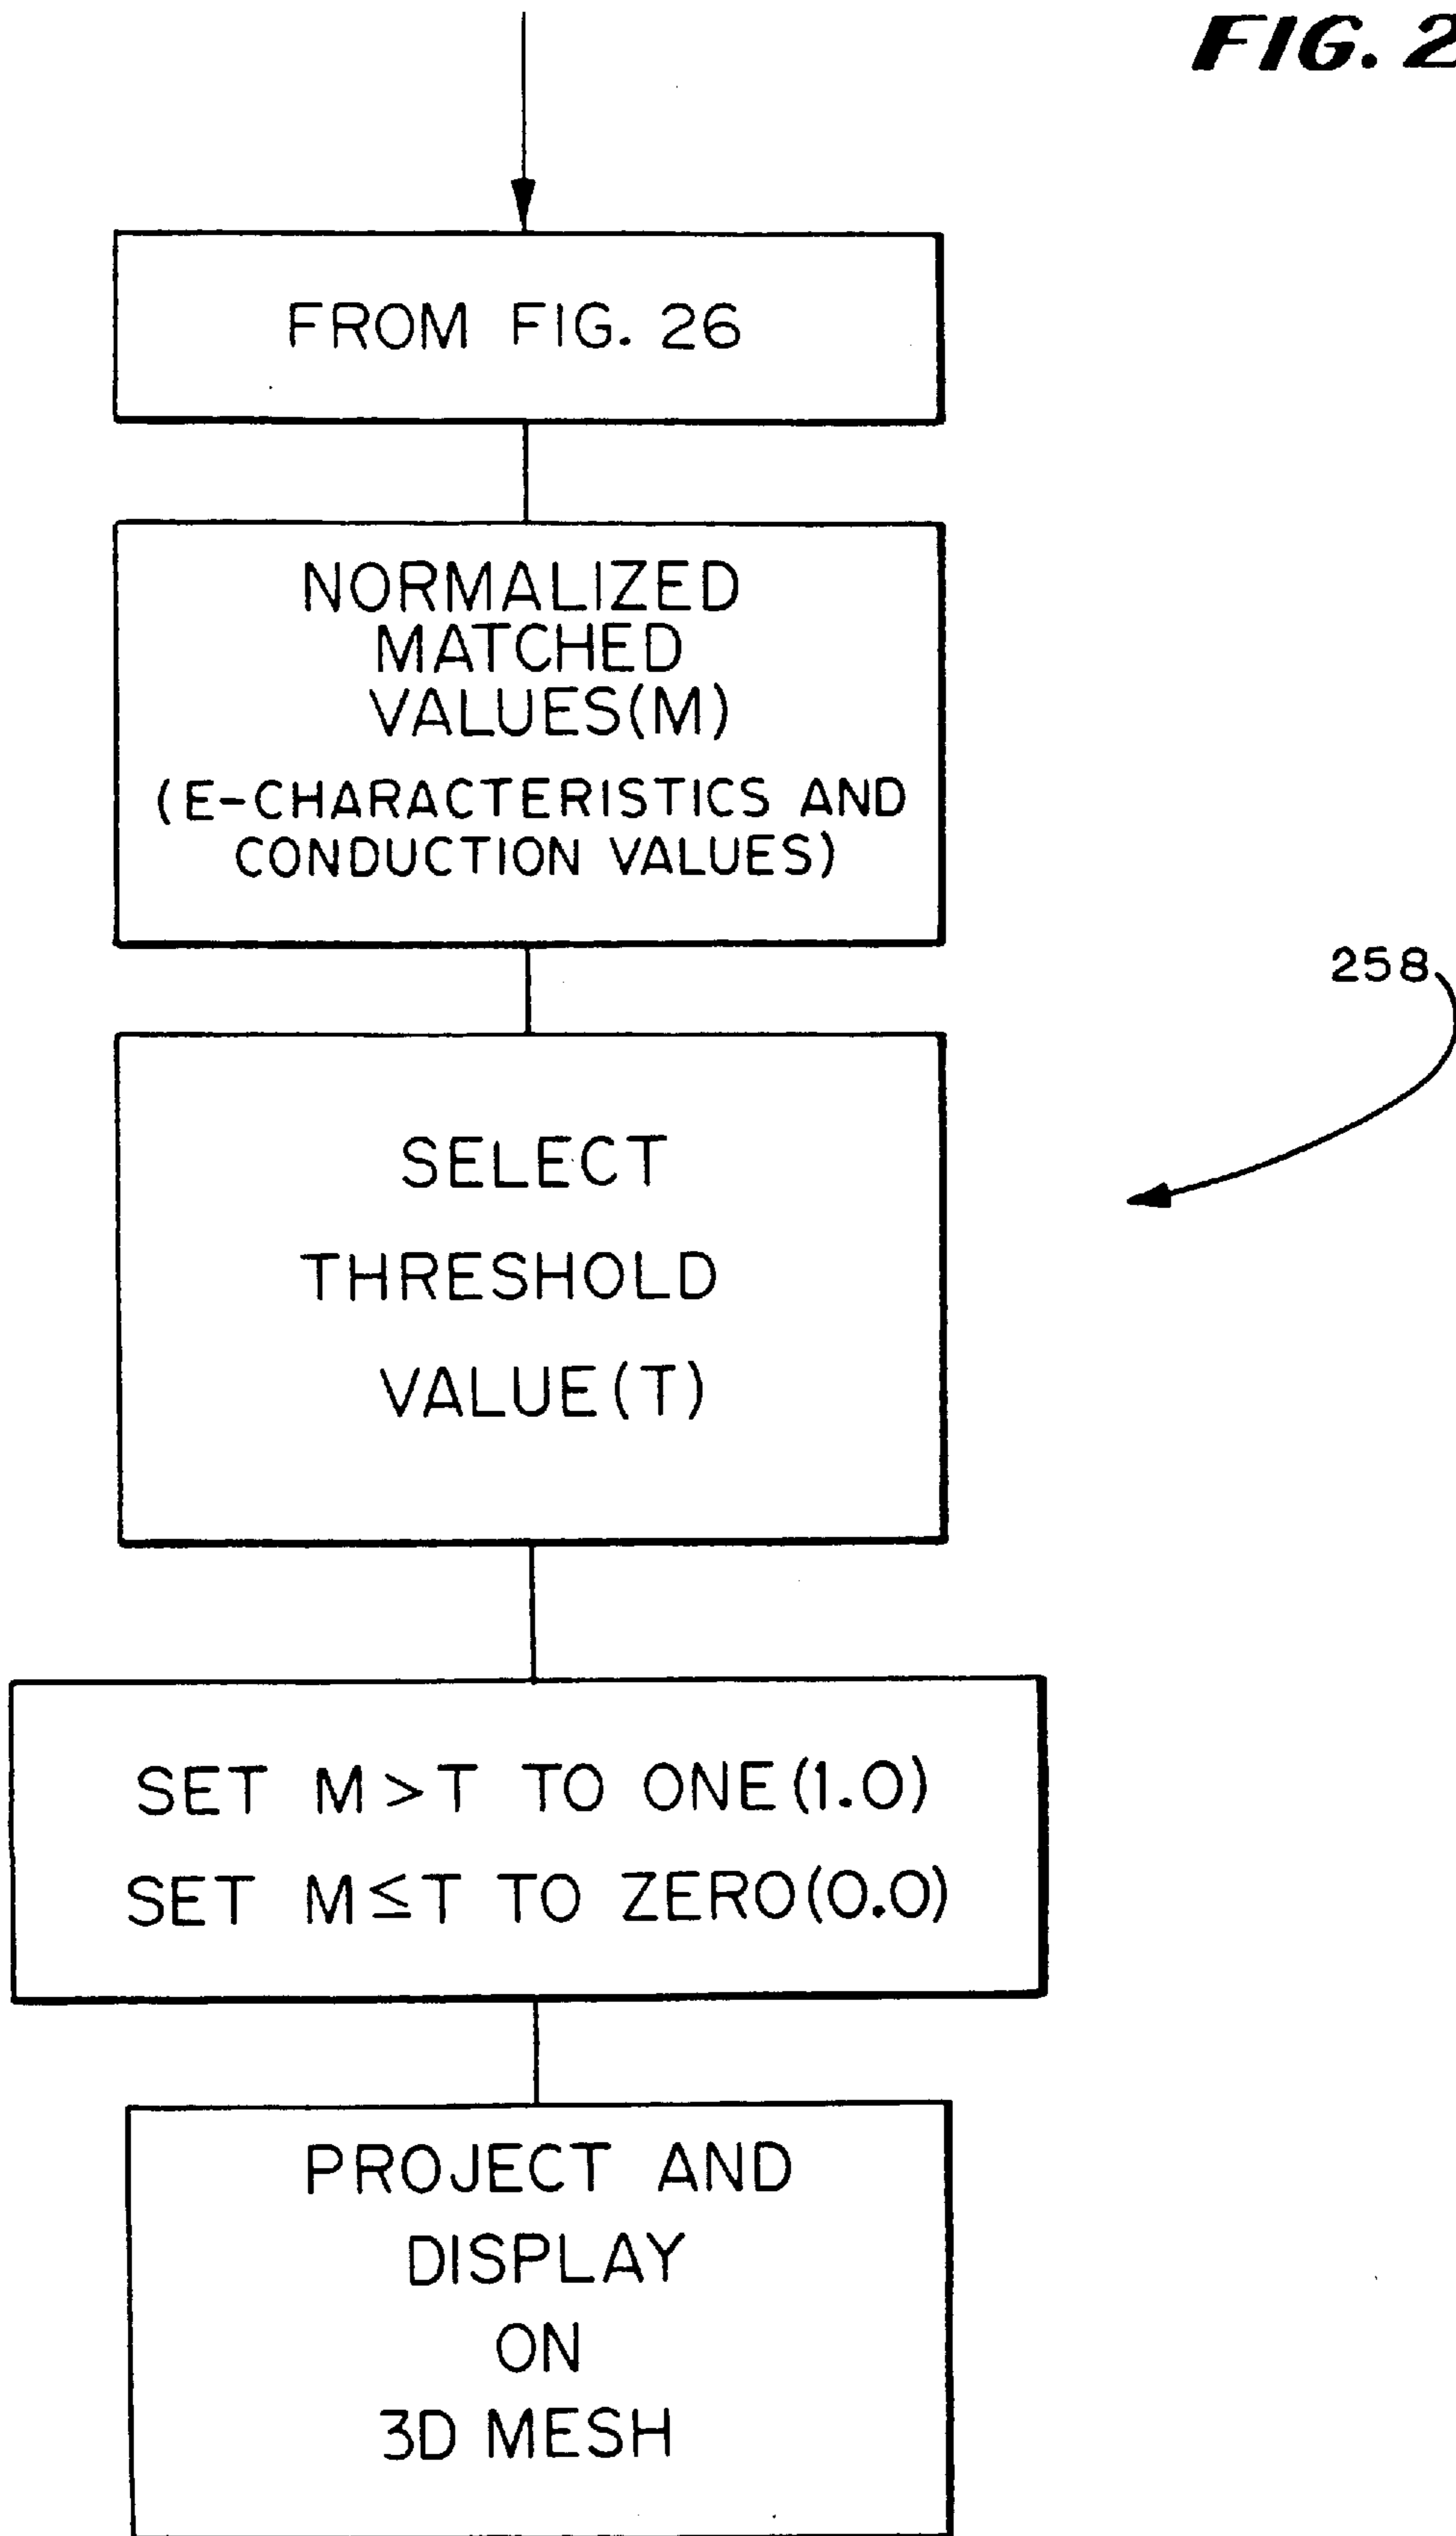 FIG. 2
FROM FIG. 26
NORMALIZED
MATCHED
VALUES(M)
(E-CHARACTERISTICS AND
CONDUCTION VALUES)
258
SELECT
THRESHOLD
VALUE(T)
SET M>T TO ONE(1.0)
SET M≤T TO ZERO(0.0)
PROJECT AND
DISPLAY
ON
3D MESH